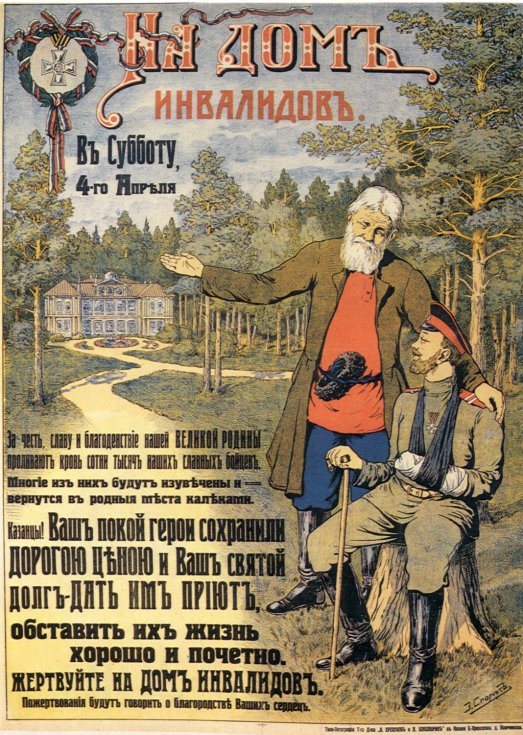 На ДОМЪ
ИНВАЛИДОВЪ.
Въ Субботу,
4-го Апрѣля
За честь, славу и благоденствіе нашей ВЕЛИКОЙ РОДИНЫ
проливаютъ кровь сотни тысячъ нашихъ славныхъ бойцевъ.
Многіе изъ нихъ будутъ изувѣчены и —
вернутся въ родныя мѣста калѣками.
Казанцы! Вашъ покой герои сохранили
ДОРОГОЮ ЦѢНОЮ и Вашъ святой
долгъ-ДАТЬ ИМЪ ПРІЮТЪ,
обставить ихъ жизнь
хорошо и почетно.
ЖЕРТВУЙТЕ НА ДОМЪ ИНВАЛИДОВЪ.
Пожертвованія будутъ говорить о благородствѣ Вашихъ сердецъ.